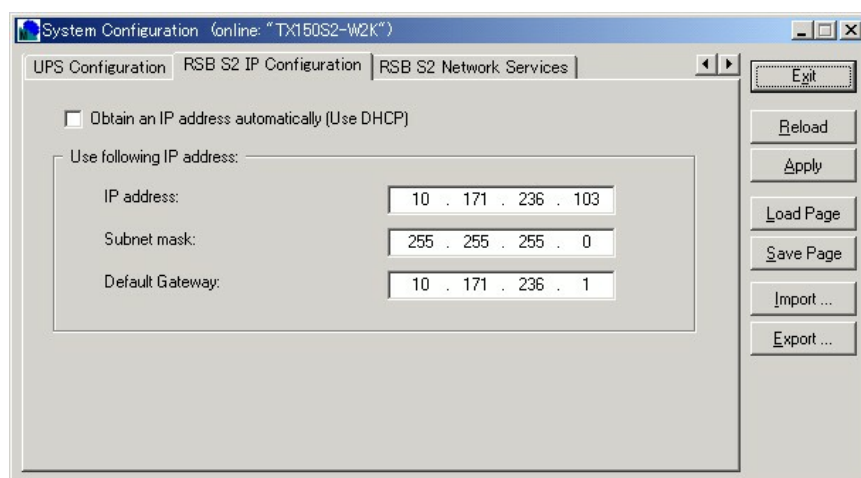 System Configuration (online: "TX150S2-W2K")
UPS Configuration RSB S2 IP Configuration RSB S2 Network Services
Exit
Obtain an IP address automatically (Use DHCP)
Reload
Use following IP address:
Apply
IP address: 10 . 171 . 236 . 103
Load Page
Subnet mask: 255 . 255 . 255 . 0
Save Page
Default Gateway: 10 . 171 . 236 . 1
Import ...
Export ...